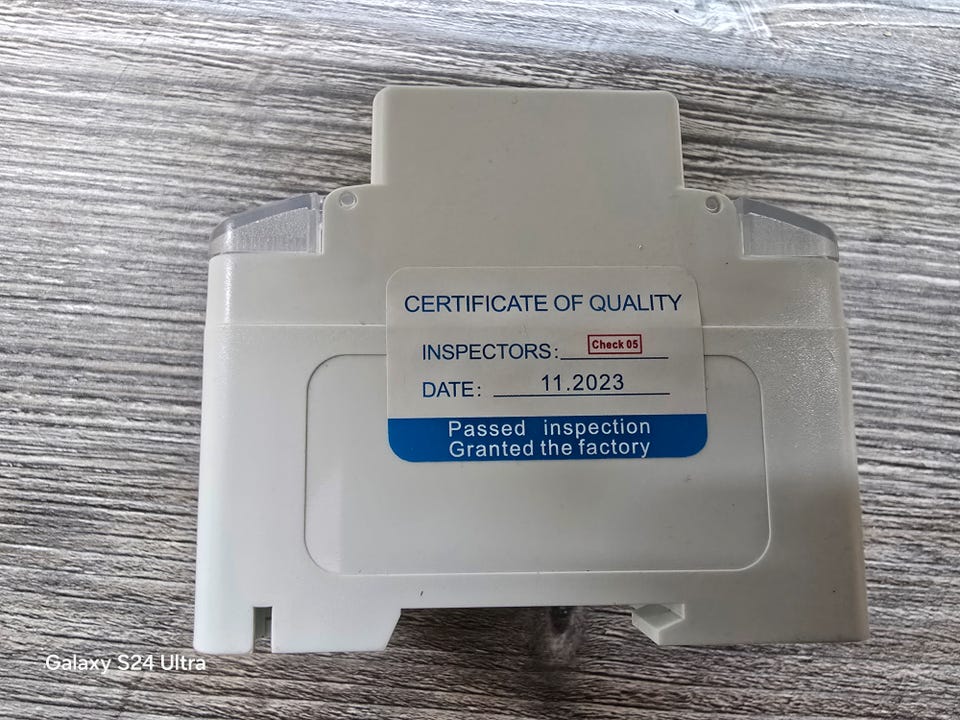 CERTIFICATE OF QUALITY
INSPECTORS: Check 05
DATE: 11.2023
Passed inspection
Granted the factory
Galaxy S24 Ultra